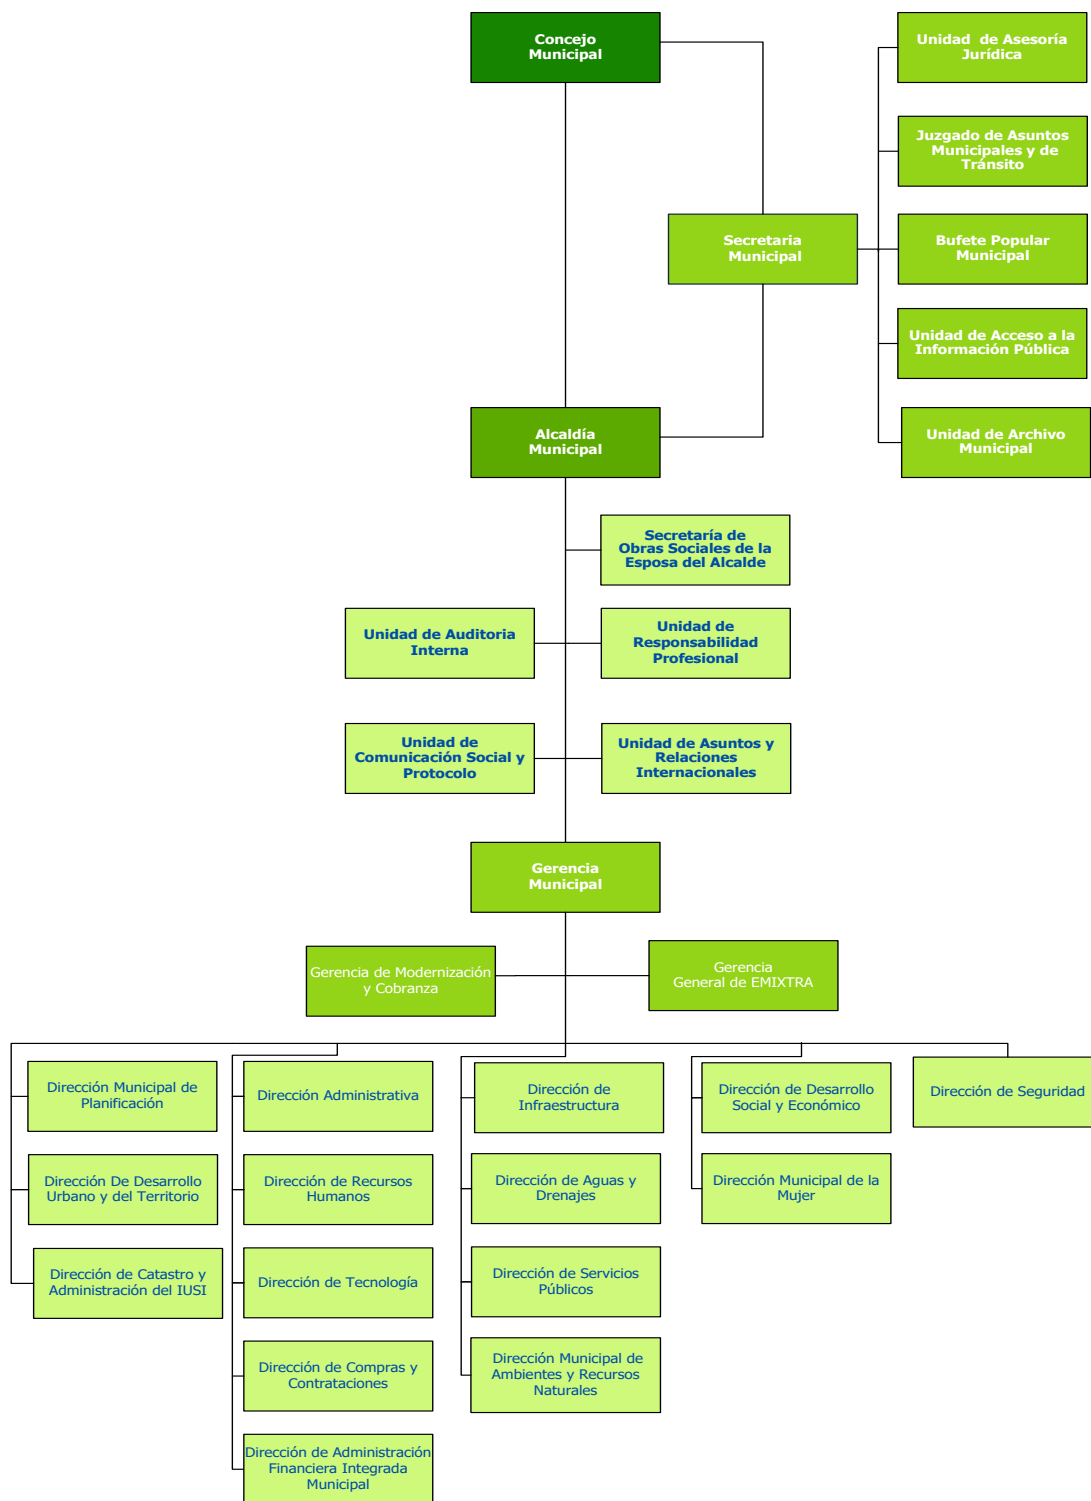 Concejo
Municipal
Unidad de Asesoría
Jurídica
Juzgado de Asuntos
Municipales y de
Tránsito
Secretaria
Municipal
Bufete Popular
Municipal
Unidad de Acceso a la
Información Pública
Alcaldía
Municipal
Unidad de Archivo
Municipal
Secretaría de
Obras Sociales de la
Esposa del Alcalde
Unidad de Auditoria
Interna
Unidad de
Responsabilidad
Profesional
Unidad de
Comunicación Social y
Protocolo
Unidad de Asuntos y
Relaciones
Internacionales
Gerencia
Municipal
Gerencia de Modernización
y Cobranza
Gerencia
General de EMIXTRA
Dirección Municipal de
Planificación
Dirección Administrativa
Dirección de
Infraestructura
Dirección de Desarrollo
Social y Económico
Dirección de Seguridad
Dirección De Desarrollo
Urbano y del Territorio
Dirección de Recursos
Humanos
Dirección de Aguas y
Drenajes
Dirección Municipal de la
Mujer
Dirección de Catastro y
Administración del IUSI
Dirección de Tecnología
Dirección de Servicios
Públicos
Dirección de Compras y
Contrataciones
Dirección Municipal de
Ambientes y Recursos
Naturales
Dirección de Administración
Financiera Integrada
Municipal